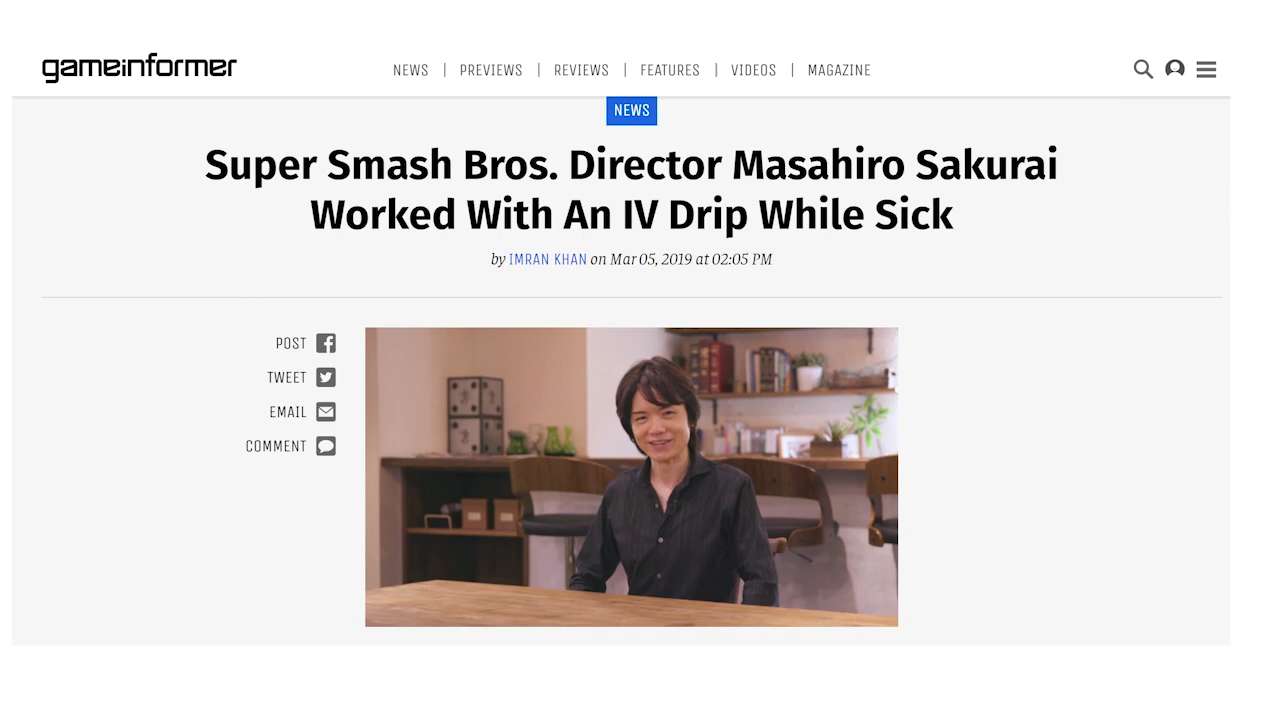 gameinformer
NEWS | PREVIEWS | REVIEWS | FEATURES | VIDEOS | MAGAZINE
NEWS
Super Smash Bros. Director Masahiro Sakurai
Worked With An IV Drip While Sick
by IMRAN KHAN on Mar 05, 2019 at 02:05 PM
POST
TWEET
EMAIL
COMMENT